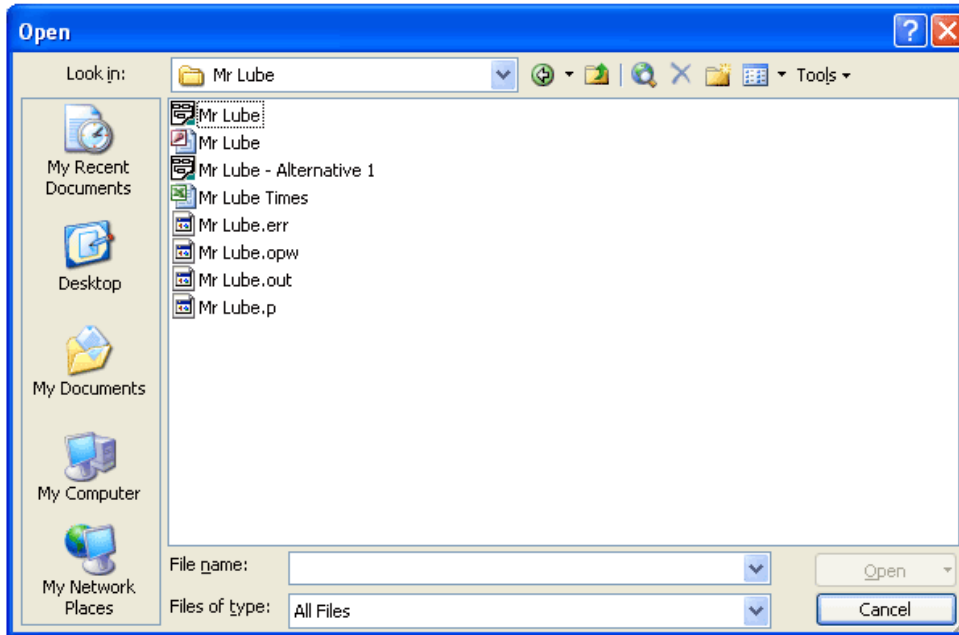 Open
Look in: Mr Lube Tools
My Recent
Documents
Desktop
My Documents
My Computer
My Network
Places
Mr Lube
Mr Lube
Mr Lube - Alternative 1
Mr Lube Times
Mr Lube.err
Mr Lube.opw
Mr Lube.out
Mr Lube.p
File name: Open
Files of type: All Files Cancel